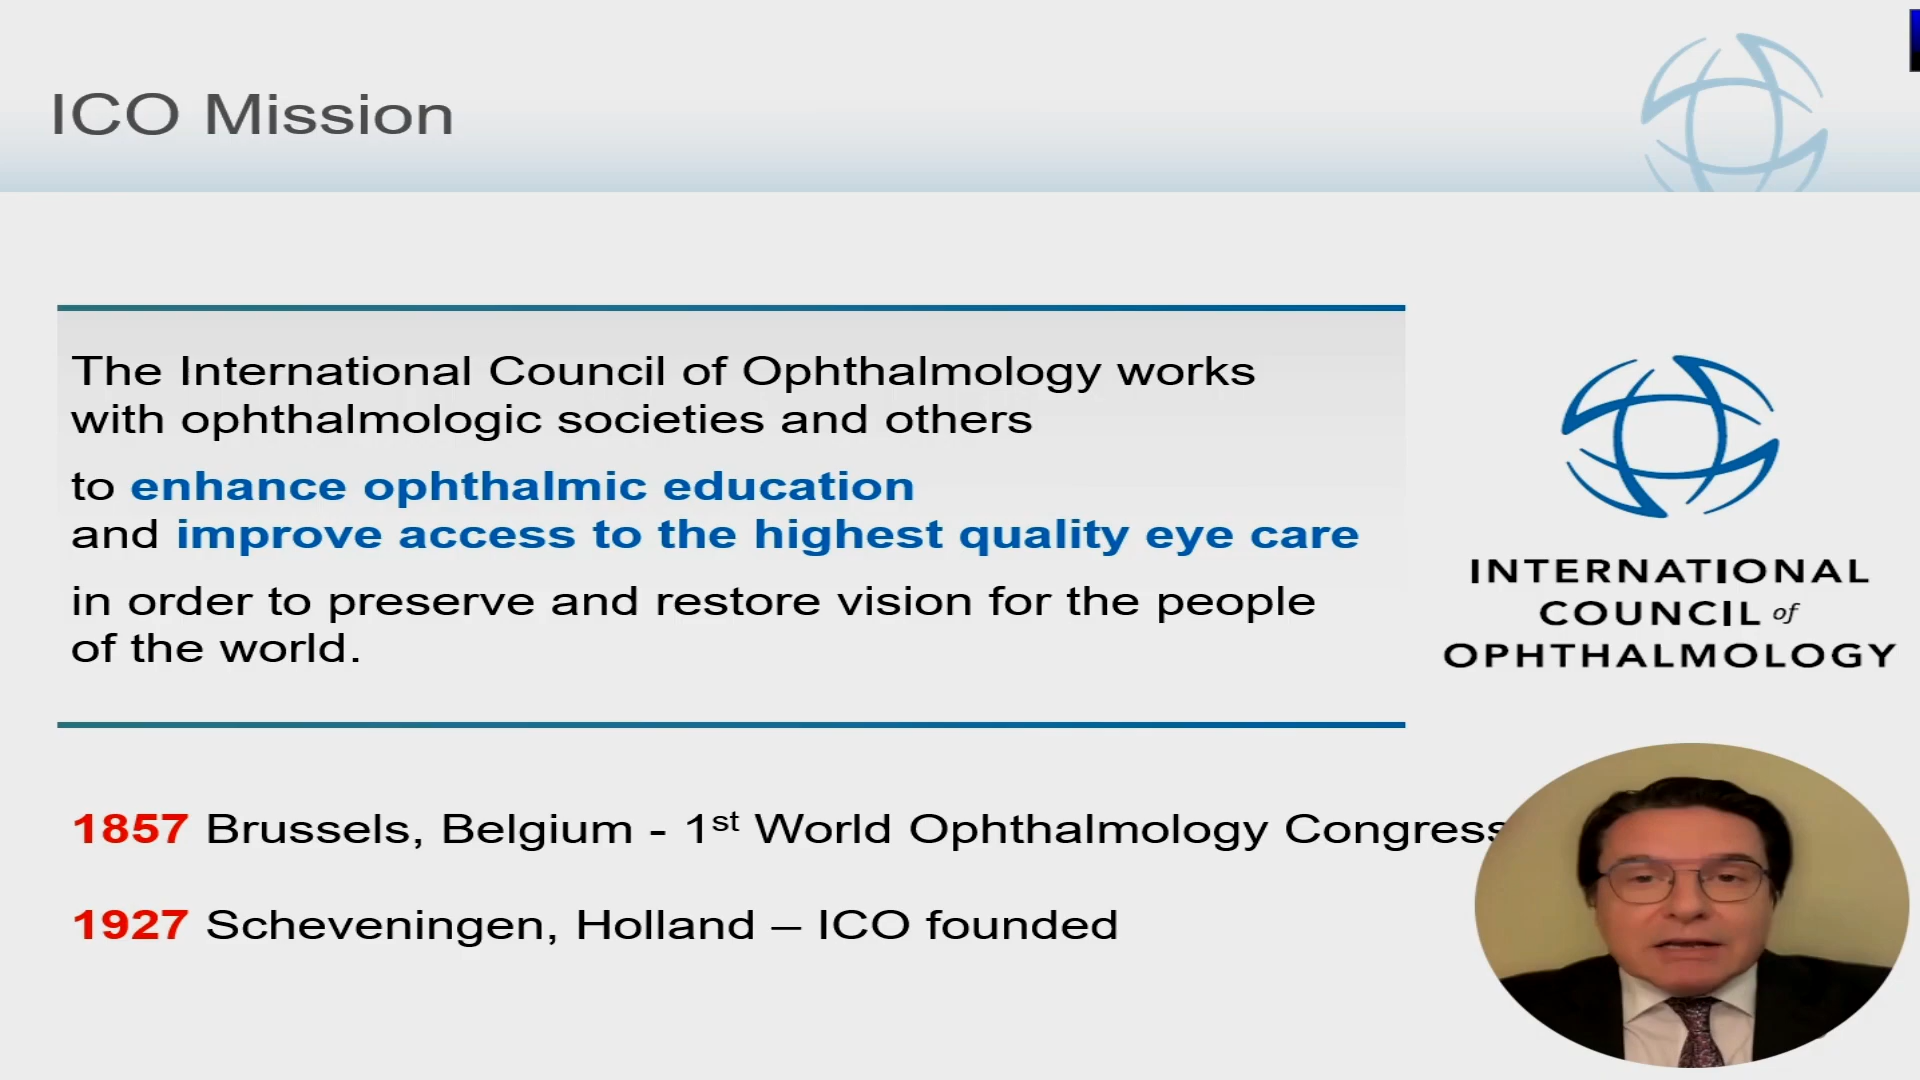 ICO Mission
The International Council of Ophthalmology works
with ophthalmologic societies and others
to enhance ophthalmic education
and improve access to the highest quality eye care
in order to preserve and restore vision for the people
of the world.
INTERNATIONAL
COUNCIL of
OPHTHALMOLOGY
1857 Brussels, Belgium - 1st World Ophthalmology Congress
1927 Scheveningen, Holland – ICO founded